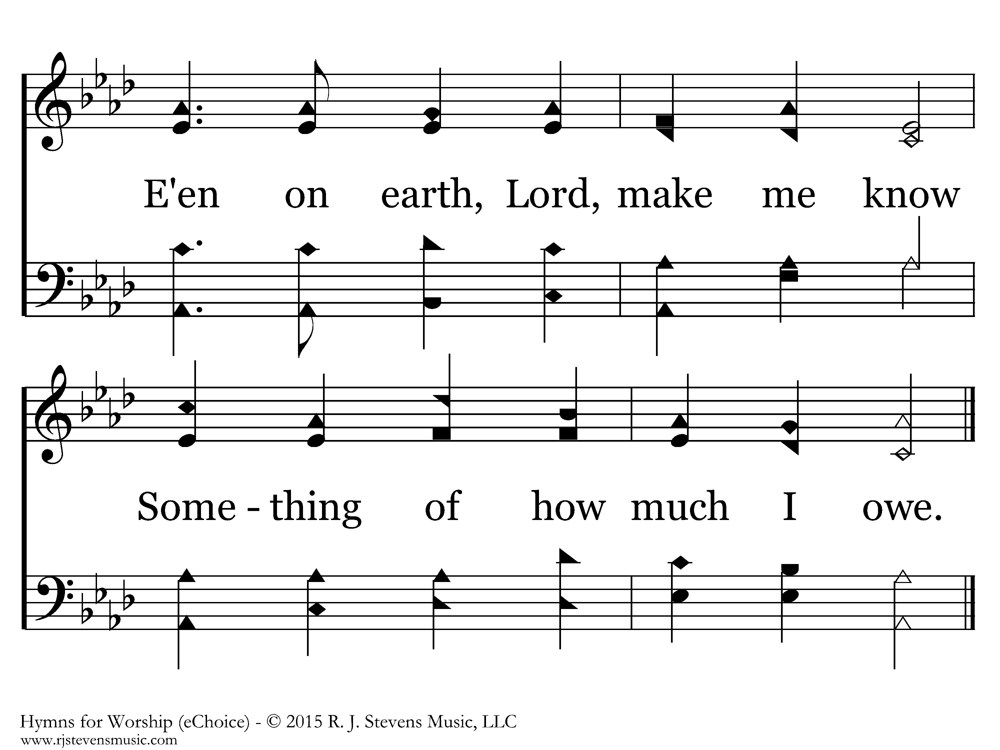 E'en on earth, Lord, make me know
Some - thing of how much I owe.
Hymns for Worship (eChoice) - © 2015 R. J. Stevens Music, LLC
www.rjstevensmusic.com